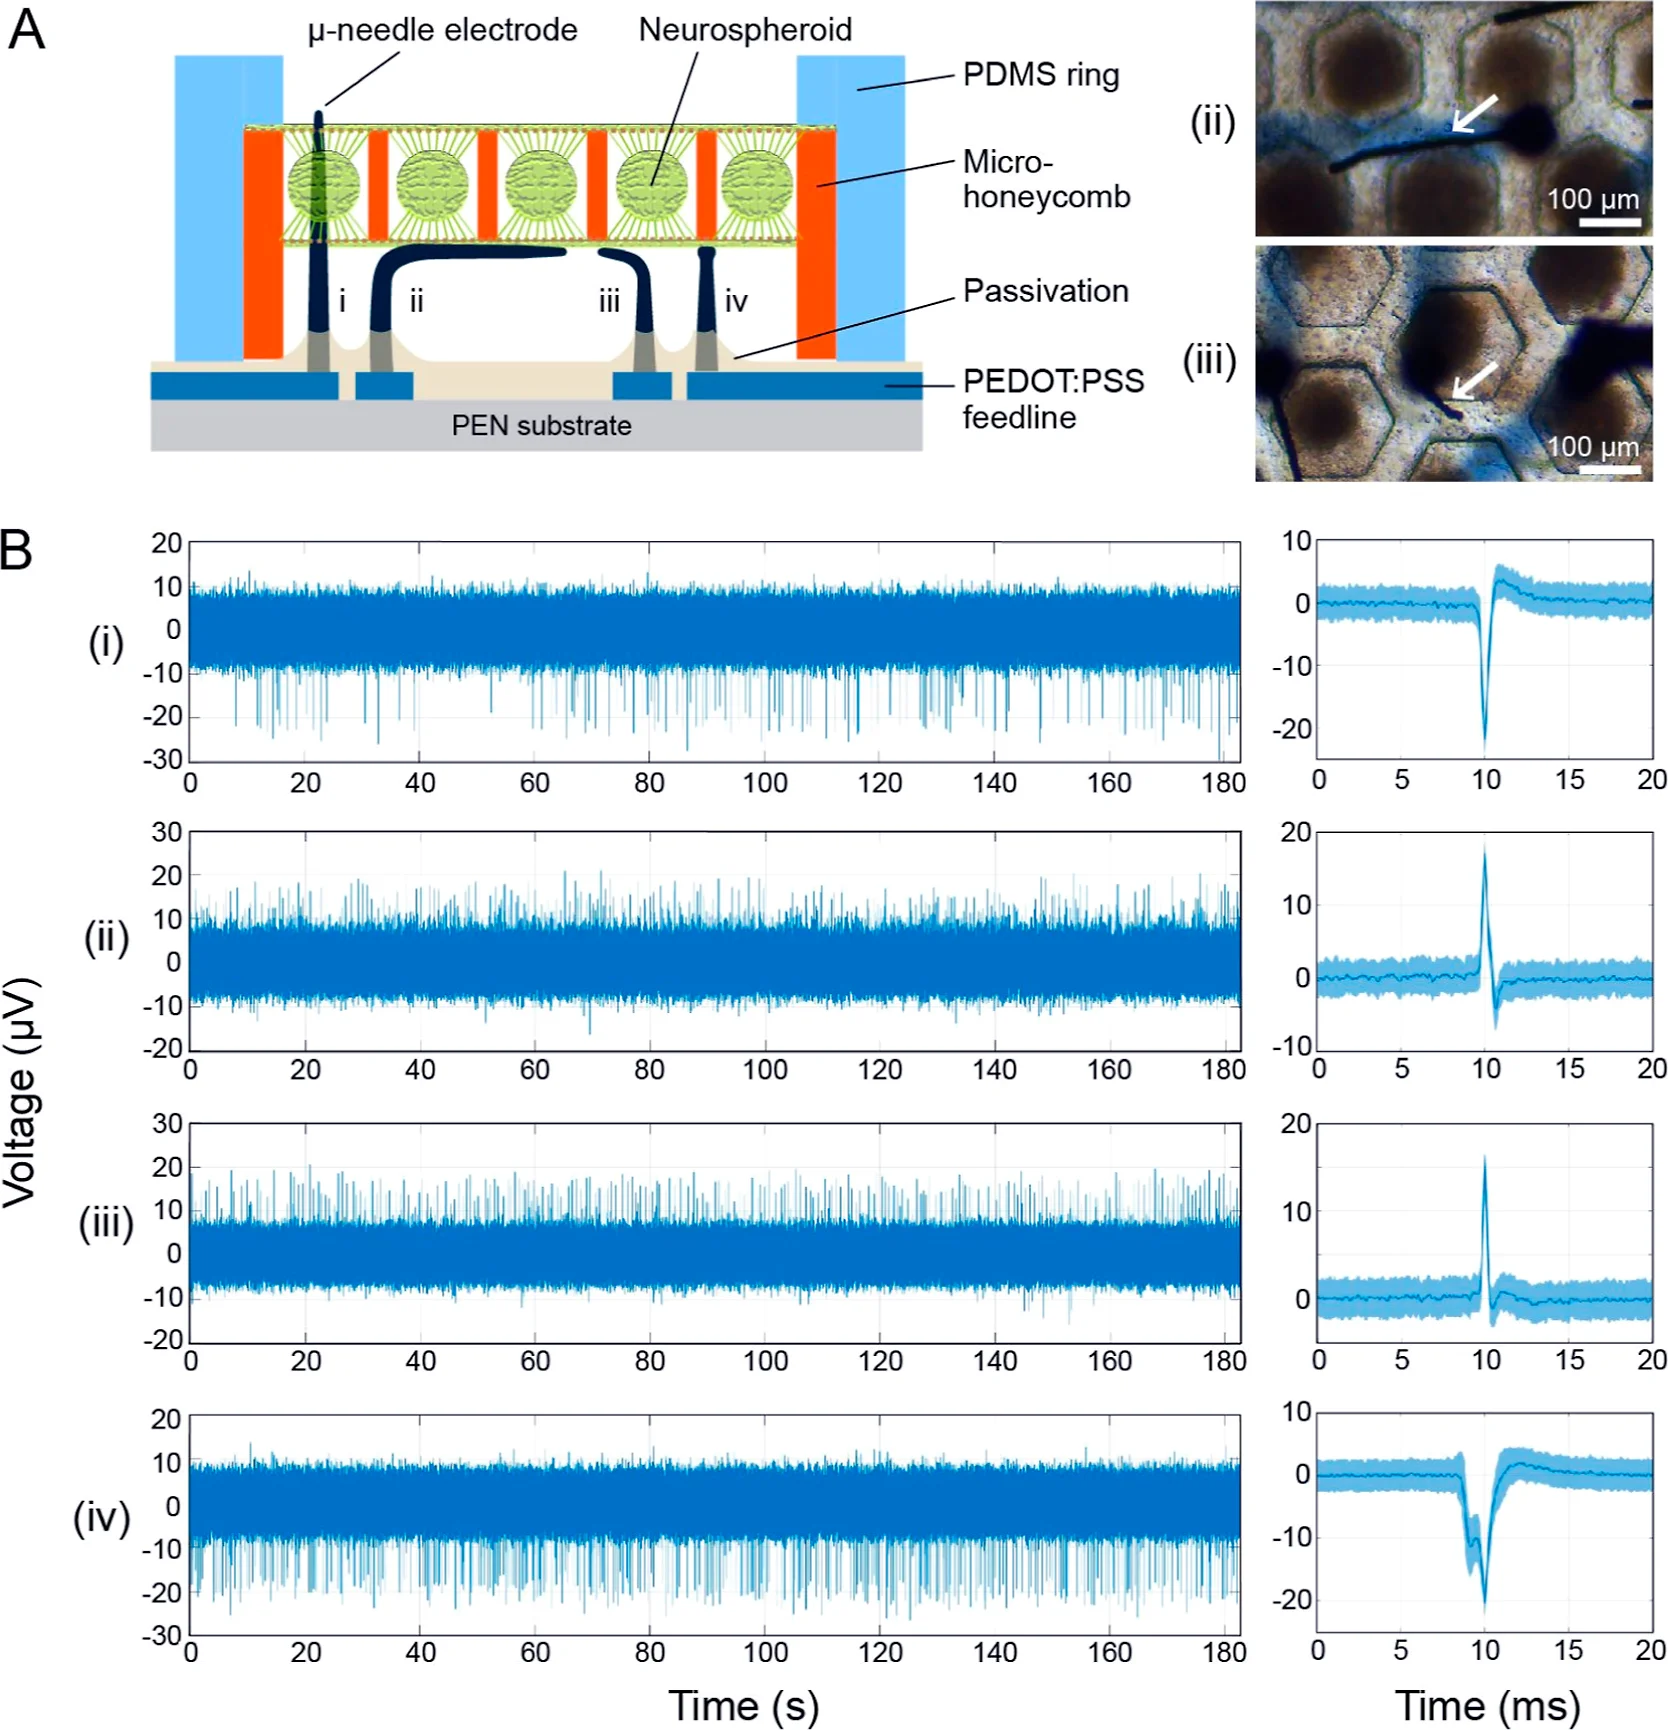 A
µ-needle electrode
Neurospheroid
PDMS ring
Micro-
honeycomb
i
ii
iii
iv
Passivation
PEDOT:PSS
feedline
PEN substrate
(ii)
100 µm
(iii)
100 µm
B
Voltage (µV)
(i)
20
10
0
-10
-20
-30
0 20 40 60 80 100 120 140 160 180
10
0
-10
-20
0 5 10 15 20
(ii)
30
20
10
0
-10
-20
0 20 40 60 80 100 120 140 160 180
20
10
0
-10
0 5 10 15 20
(iii)
30
20
10
0
-10
-20
0 20 40 60 80 100 120 140 160 180
20
10
0
0 5 10 15 20
(iv)
20
10
0
-10
-20
-30
0 20 40 60 80 100 120 140 160 180
10
0
-10
-20
0 5 10 15 20
Time (s)
Time (ms)